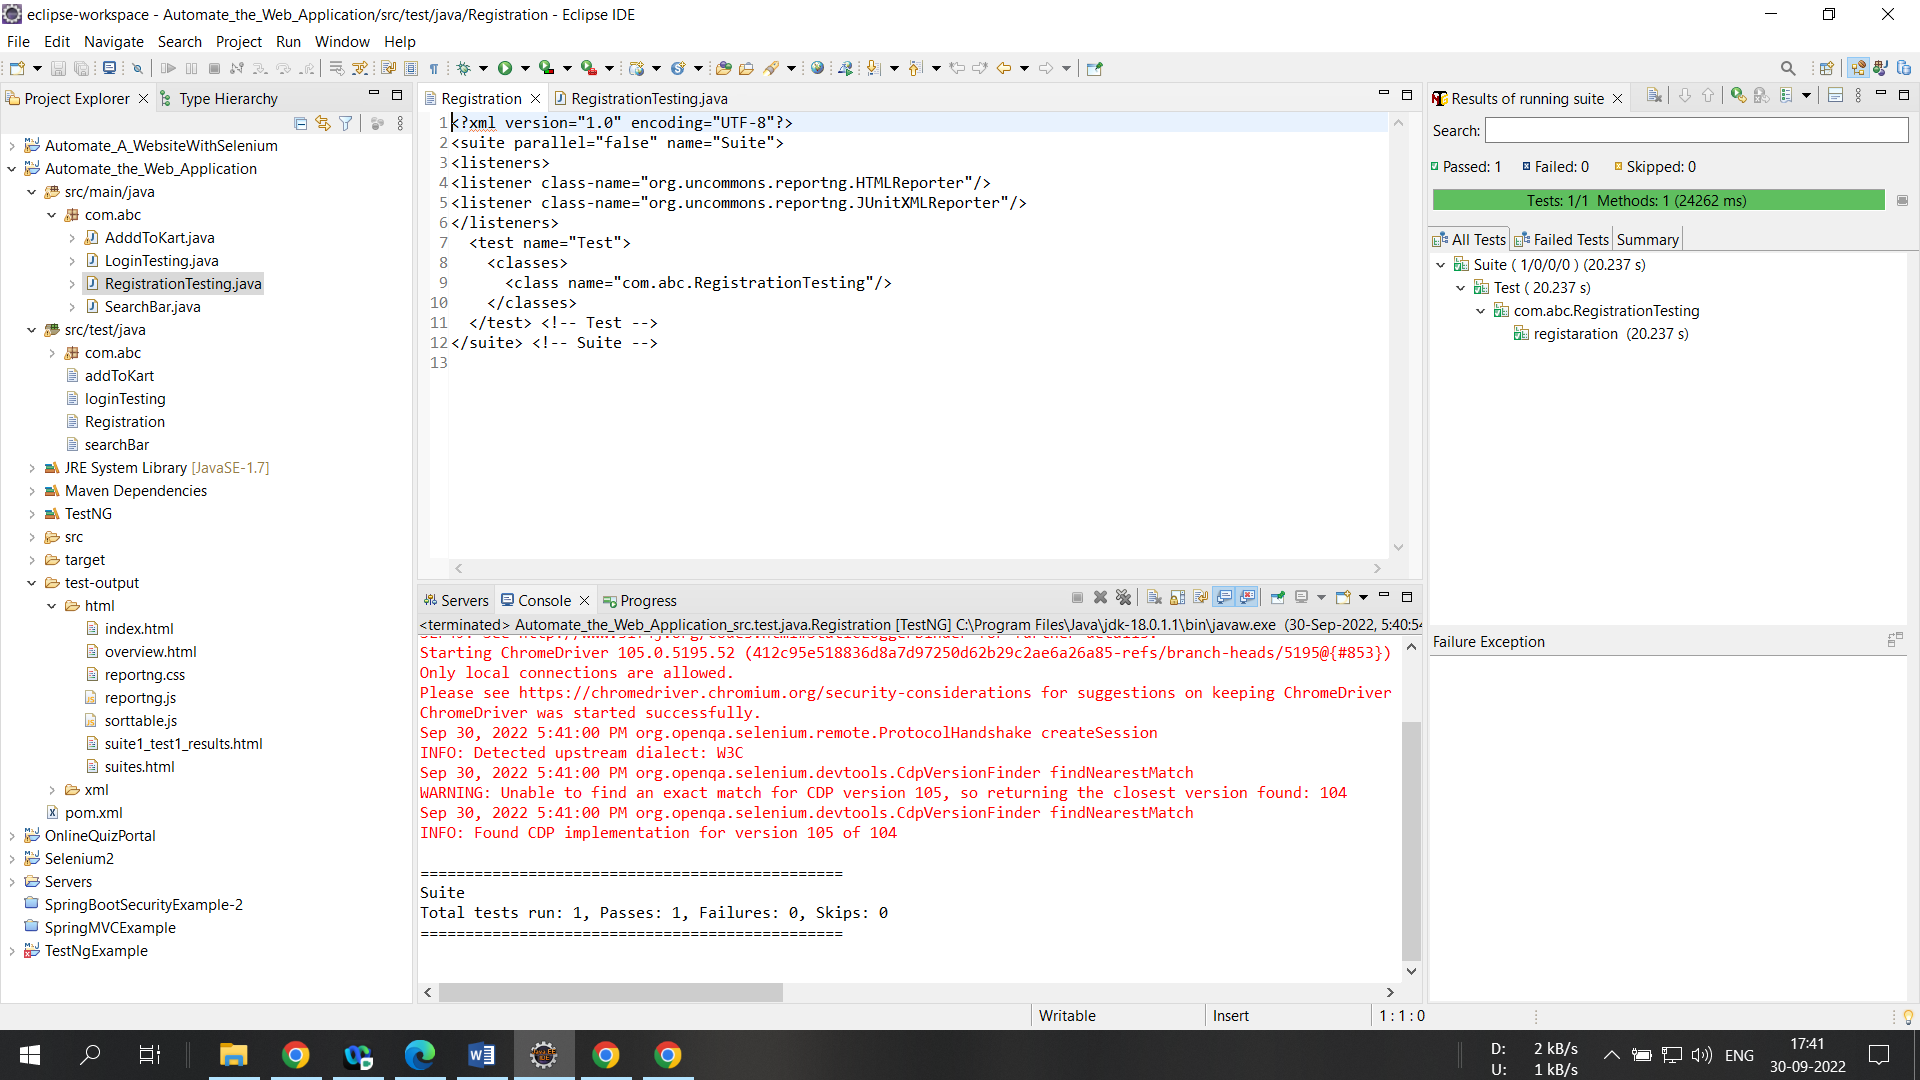 eclipse-workspace - Automate_the_Web_Application/src/test/java/Registration - Eclipse IDE
File Edit Navigate Search Project Run Window Help
Project Explorer
Type Hierarchy
Automate_A_WebsiteWithSelenium
Automate_the_Web_Application
src/main/java
com.abc
AdddToKart.java
LoginTesting.java
RegistrationTesting.java
SearchBar.java
src/test/java
com.abc
addToKart
loginTesting
Registration
searchBar
JRE System Library [JavaSE-1.7]
Maven Dependencies
TestNG
src
target
test-output
html
index.html
overview.html
reportng.css
reportng.js
sorttable.js
suite1_test1_results.html
suites.html
xml
pom.xml
OnlineQuizPortal
Selenium2
Servers
SpringBootSecurityExample-2
SpringMVCExample
TestNgExample
Registration
RegistrationTesting.java
1 <?xml version="1.0" encoding="UTF-8"?>
2 <suite parallel="false" name="Suite">
3 <listeners>
4 <listener class-name="org.uncommons.reportng.HTMLReporter"/>
5 <listener class-name="org.uncommons.reportng.JUnitXMLReporter"/>
6 </listeners>
7 <test name="Test">
8 <classes>
9 <class name="com.abc.RegistrationTesting"/>
10 </classes>
11 </test> <!-- Test -->
12 </suite> <!-- Suite -->
13
Servers
Console
Progress
<terminated> Automate_the_Web_Application_src.test.java.Registration [TestNG] C:\Program Files\Java\jdk-18.0.1.1\bin\javaw.exe (30-Sep-2022, 5:40:54
Starting ChromeDriver 105.0.5195.52 (412c95e518836d8a7d97250d62b29c2ae6a26a85-refs/branch-heads/5195@{#853})
Only local connections are allowed.
Please see https://chromedriver.chromium.org/security-considerations for suggestions on keeping ChromeDriver
ChromeDriver was started successfully.
Sep 30, 2022 5:41:00 PM org.openqa.selenium.remote.ProtocolHandshake createSession
INFO: Detected upstream dialect: W3C
Sep 30, 2022 5:41:00 PM org.openqa.selenium.devtools.CdpVersionFinder findNearestMatch
WARNING: Unable to find an exact match for CDP version 105, so returning the closest version found: 104
Sep 30, 2022 5:41:00 PM org.openqa.selenium.devtools.CdpVersionFinder findNearestMatch
INFO: Found CDP implementation for version 105 of 104
===============================================
Suite
Total tests run: 1, Passes: 1, Failures: 0, Skips: 0
===============================================
Results of running suite
Search:
Passed: 1 Failed: 0 Skipped: 0
Tests: 1/1 Methods: 1 (24262 ms)
All Tests Failed Tests Summary
Suite ( 1/0/0/0 ) (20.237 s)
Test ( 20.237 s)
com.abc.RegistrationTesting
registaration (20.237 s)
Failure Exception
Writable Insert 1 : 1 : 0
D: 2 kB/s
U: 1 kB/s
ENG
17:41
30-09-2022